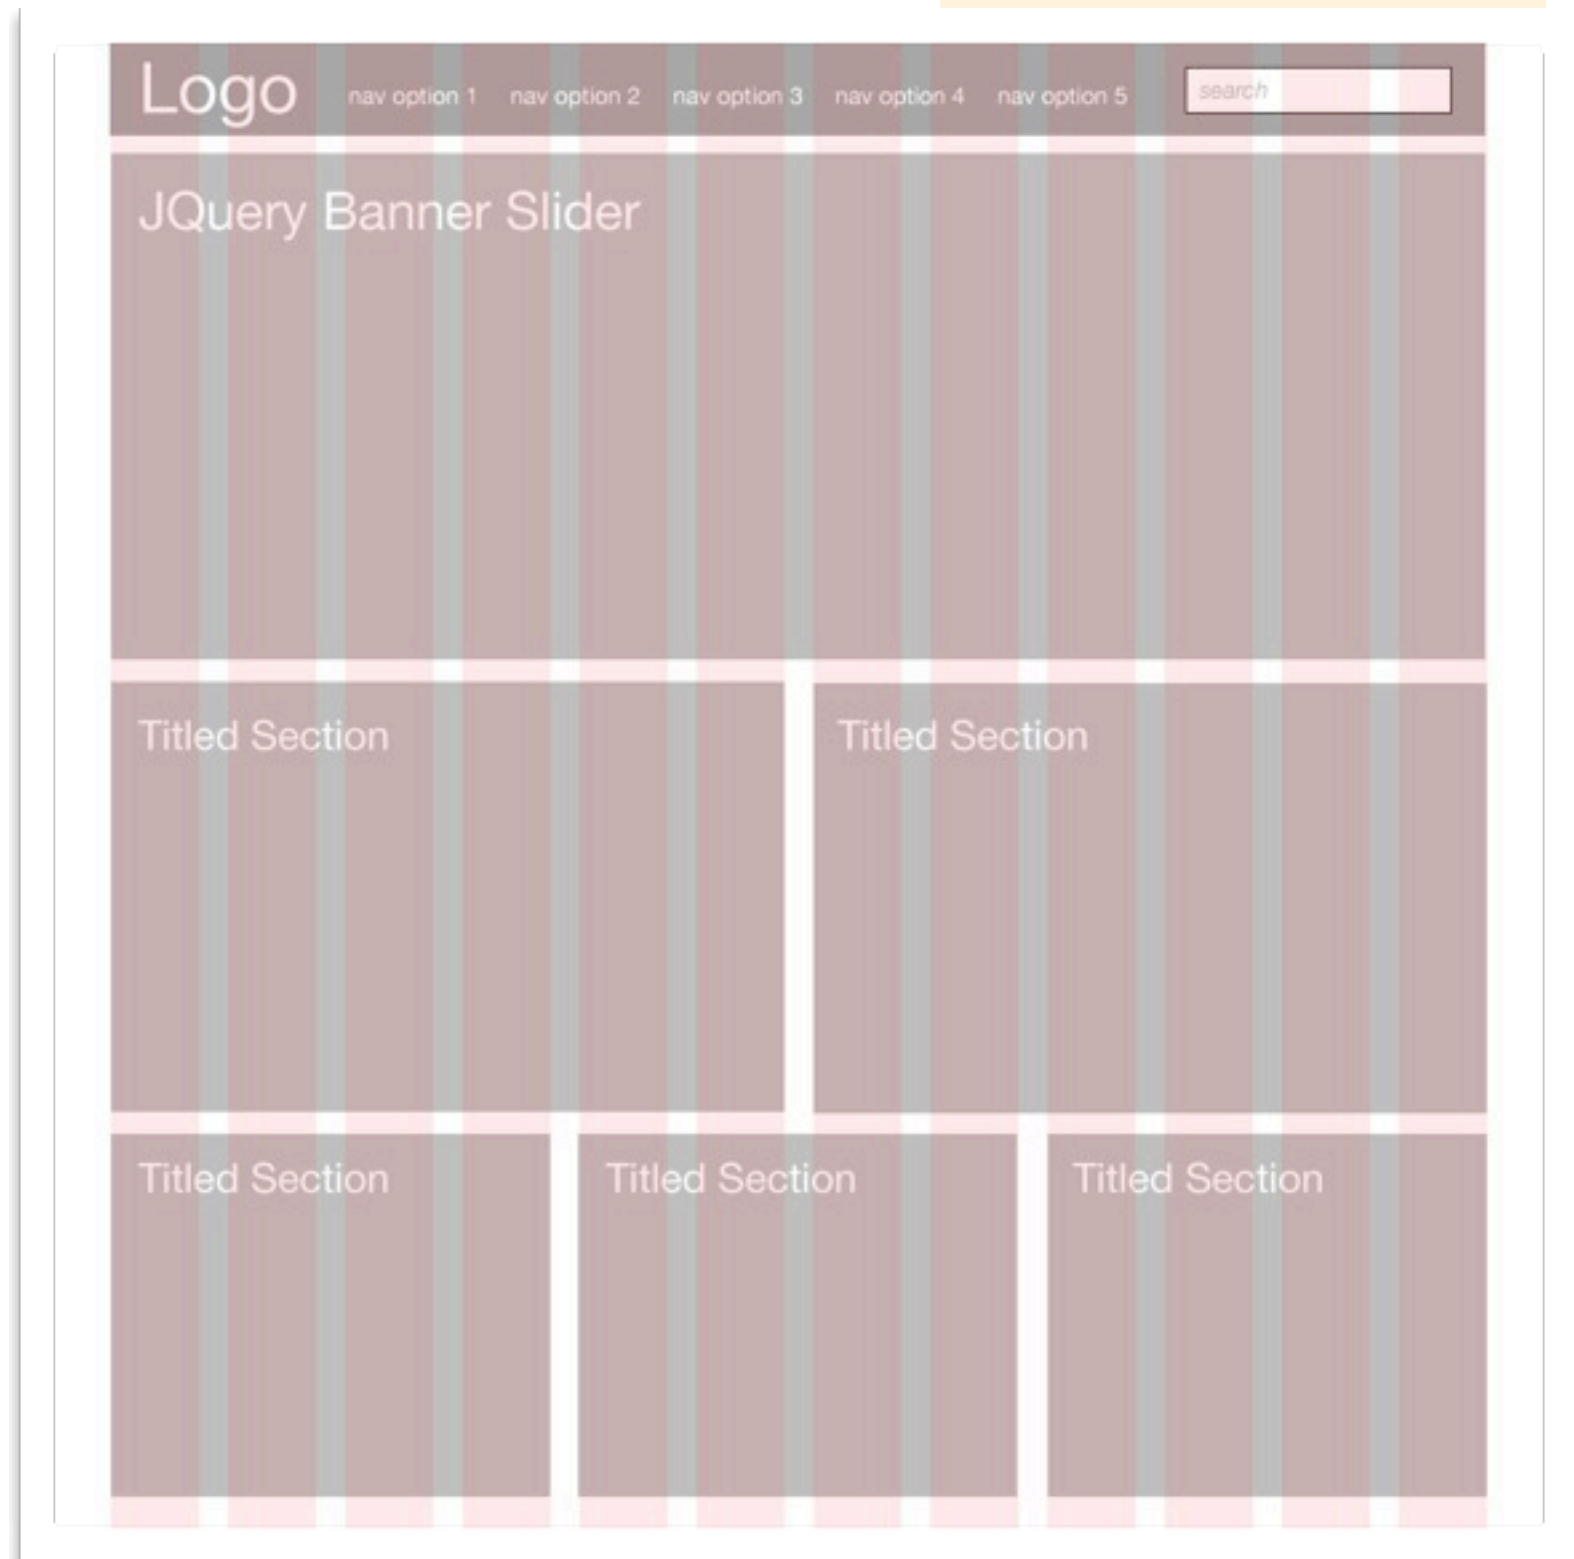 Logo nav option 1 nav option 2 nav option 3 nav option 4 nav option 5 search
JQuery Banner Slider
Titled Section Titled Section
Titled Section Titled Section Titled Section